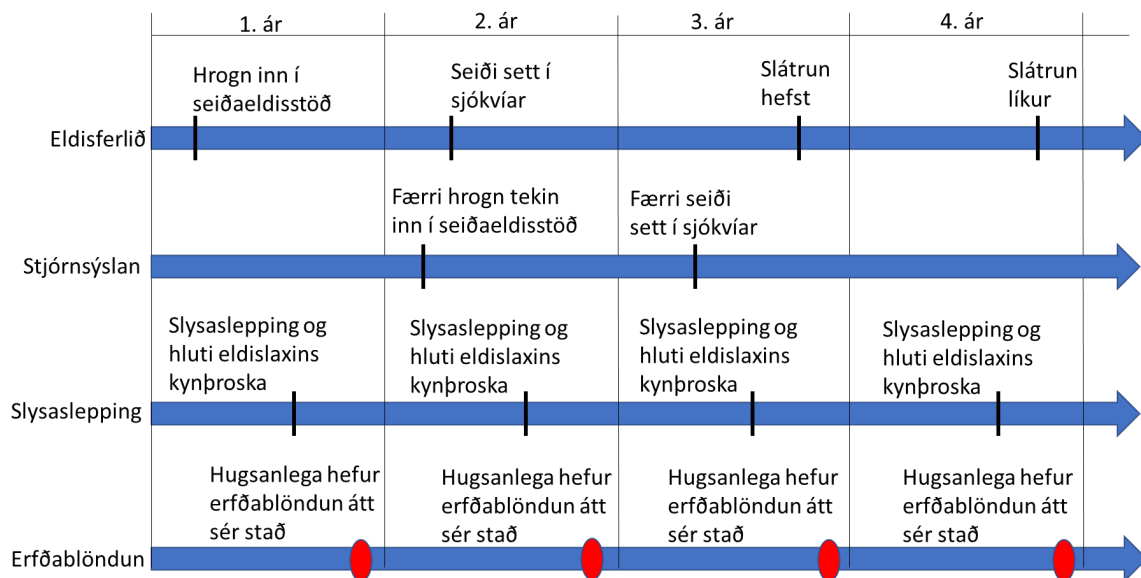 1. ár
2. ár
3. ár
4. ár
Hrogn inn í
seiðaeldisstöð
Seiði sett í
sjókvíar
Slátrun
hefst
Slátrun
líkur
Eldisferlið
Færri hrogn tekin
inn í seiðaeldisstöð
Færri seiði
sett í sjókvíar
Stjórnsýslan
Slysaslepping og
hluti eldislaxins
kynþroska
Slysaslepping og
hluti eldislaxins
kynþroska
Slysaslepping og
hluti eldislaxins
kynþroska
Slysaslepping og
hluti eldislaxins
kynþroska
Slysaslepping
Hugsanlega hefur
erfðablöndun átt
sér stað
Hugsanlega hefur
erfðablöndun átt
sér stað
Hugsanlega hefur
erfðablöndun átt
sér stað
Hugsanlega hefur
erfðablöndun átt
sér stað
Erfðablöndun